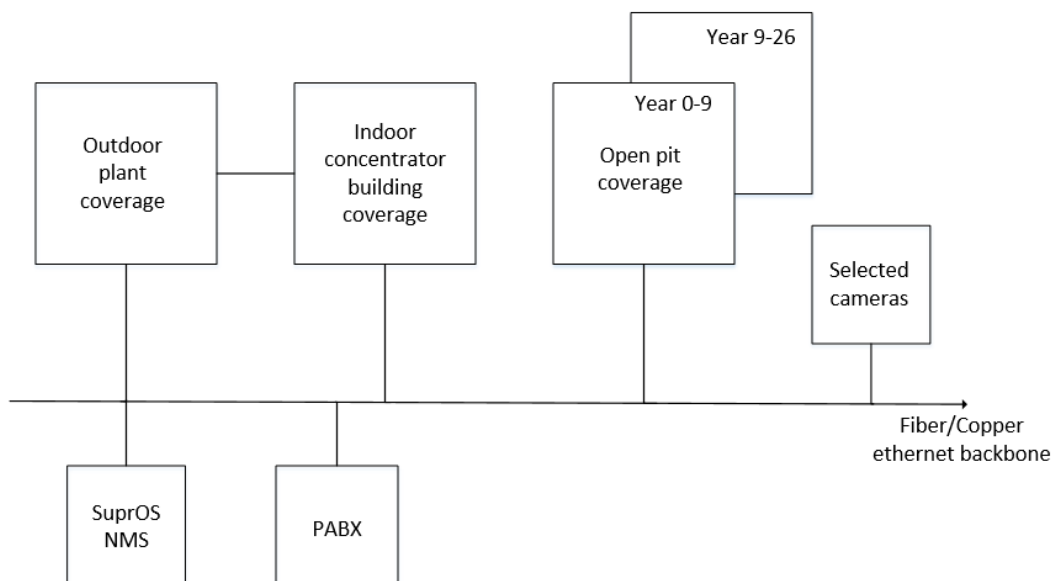 Year 9-26
Year 0-9
Outdoor
plant
coverage
Indoor
concentrator
building
coverage
Open pit
coverage
Selected
cameras
Fiber/Copper
ethernet backbone
SuprOS
NMS
PABX